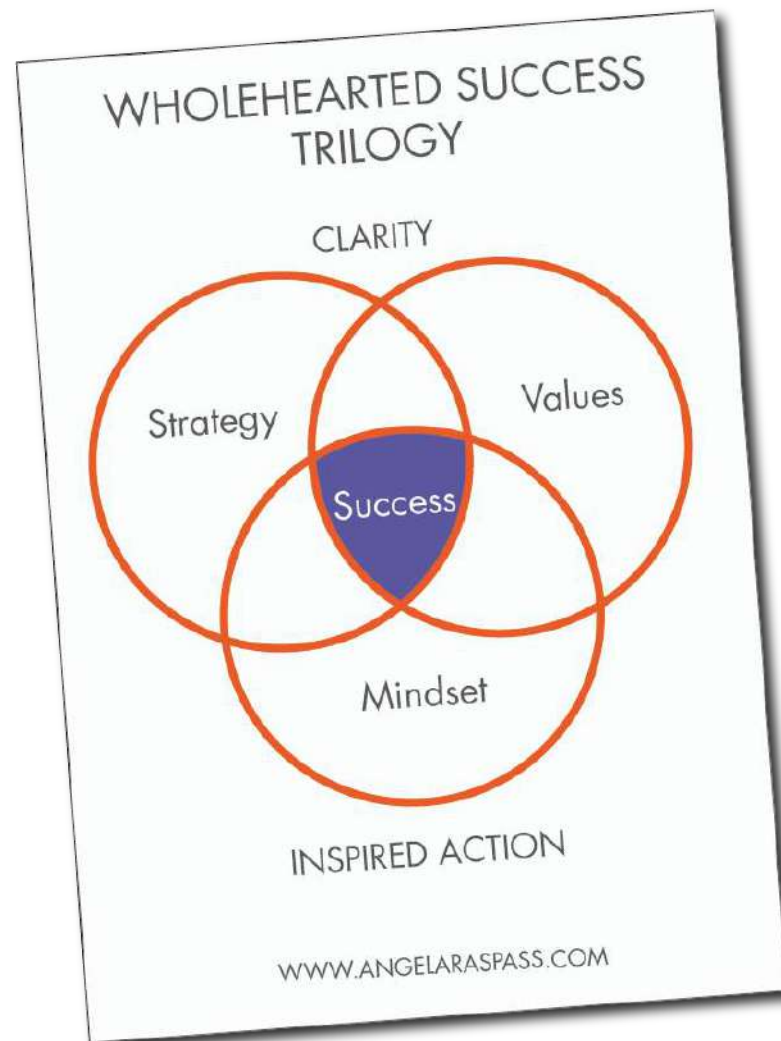 WHOLEHEARTED SUCCESS
TRILOGY
CLARITY
Strategy
Values
Success
Mindset
INSPIRED ACTION
WWW.ANGELARASPASS.COM